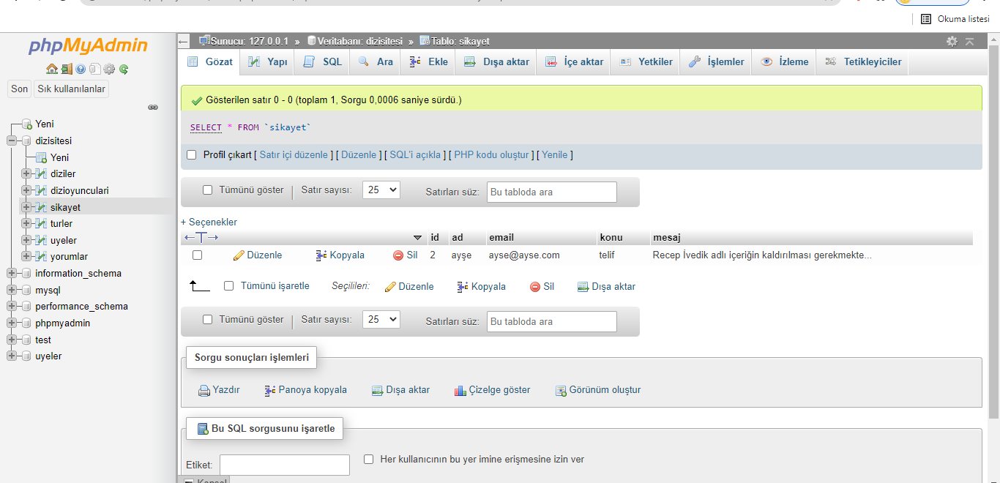 Okuma listesi
phpMyAdmin
Son Sık kullanılanlar
Yeni
dizisitesi
Yeni
diziler
dizioyunculari
sikayet
turler
uyeler
yorumlar
information_schema
mysql
performance_schema
phpmyadmin
test
uyeler
Sunucu: 127.0.0.1 » Veritabanı: dizisitesi » Tablo: sikayet
Gözat Yapı SQL Ara Ekle Dışa aktar İçe aktar Yetkiler İşlemler İzleme Tetikleyiciler
Gösterilen satır 0 - 0 (toplam 1, Sorgu 0,0006 saniye sürdü.)
SELECT * FROM `sikayet`
Profil çıkart [ Satır içi düzenle ] [ Düzenle ] [ SQL'i açıkla ] [ PHP kodu oluştur ] [ Yenile ]
Tümünü göster | Satır sayısı: 25 Satırları süz: Bu tabloda ara
+ Seçenekler
←T→ id ad email konu mesaj
Düzenle Kopyala Sil 2 ayşe ayse@ayse.com telif Recep İvedik adlı içeriğin kaldırılması gerekmekte...
Tümünü işaretle Seçilileri: Düzenle Kopyala Sil Dışa aktar
Tümünü göster | Satır sayısı: 25 Satırları süz: Bu tabloda ara
Sorgu sonuçları işlemleri
Yazdır Panoya kopyala Dışa aktar Çizelge göster Görünüm oluştur
Bu SQL sorgusunu işaretle
Etiket: Her kullanıcının bu yer imine erişmesine izin ver
Konsol